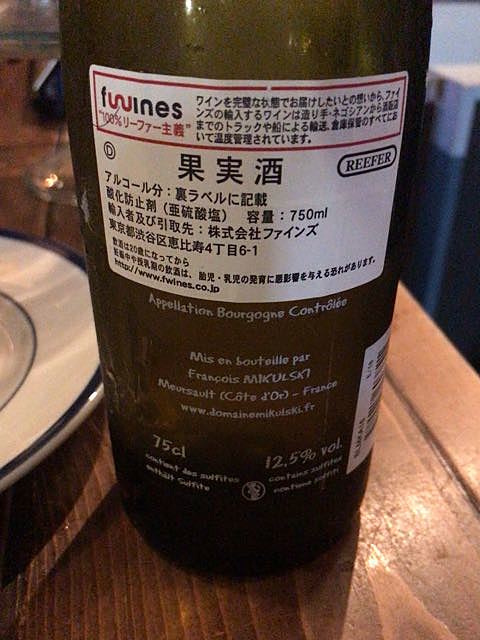 fwines
"100%リーファー主義"
ワインを完璧な状態でお届けしたいとの想いから、ファイ
ンズの輸入するワインは造り手・ネゴシアンから酒販店
までのトラックや船による輸送、倉庫保管のすべてにお
いて温度管理されています。
D
果実酒
REEFER
アルコール分：裏ラベルに記載
酸化防止剤（亜硫酸塩） 容量：750ml
輸入者及び引取先：株式会社ファインズ
東京都渋谷区恵比寿4丁目6-1
飲酒は20歳になってから
妊娠中や授乳期の飲酒は、胎児・乳児の発育に悪影響を与える恐れがあります。
http://www.fwines.co.jp
Appellation Bourgogne Contrôlée
Mis en bouteille par
François MIKULSKI
Meursault (Côte d'Or) - France
www.domainemikulski.fr
75cl
12,5% vol.
contient des sulfites
contains sulfites
enthält Sulfite
contiene sulfiti